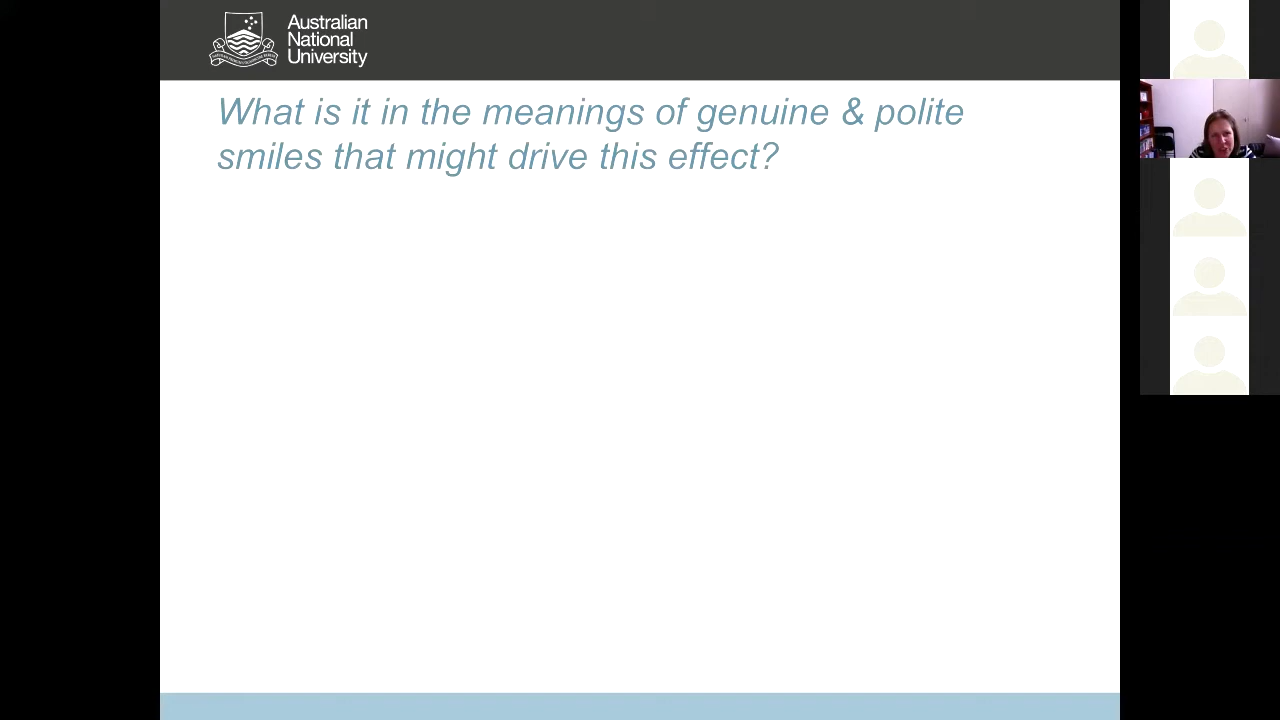 Australian
National
University
What is it in the meanings of genuine & polite
smiles that might drive this effect?